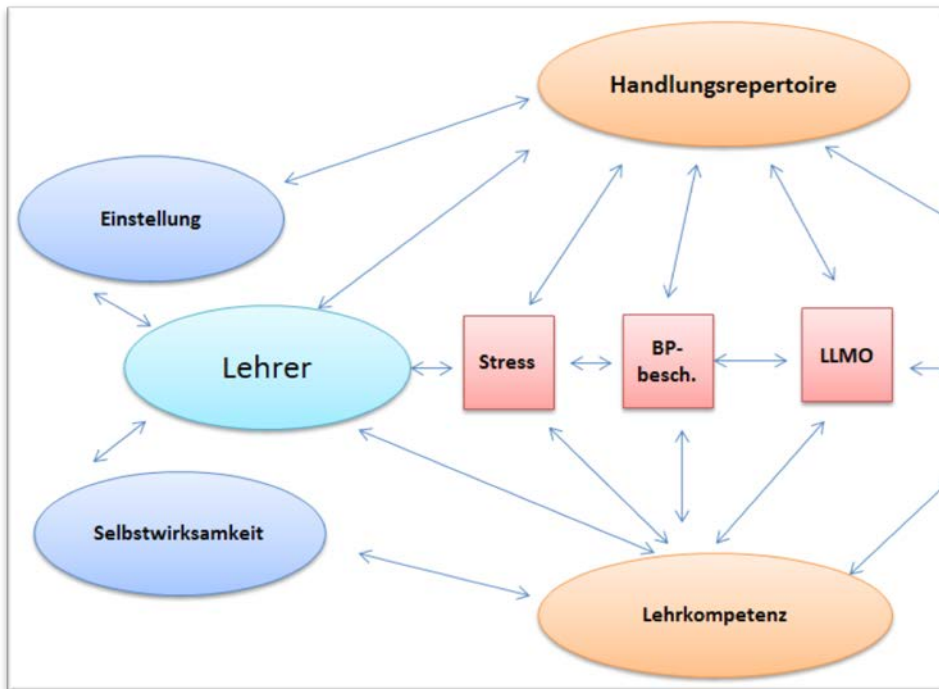 Handlungsrepertoire
Einstellung
Lehrer
Stress
BP-
besch.
LLMO
Selbstwirksamkeit
Lehrkompetenz